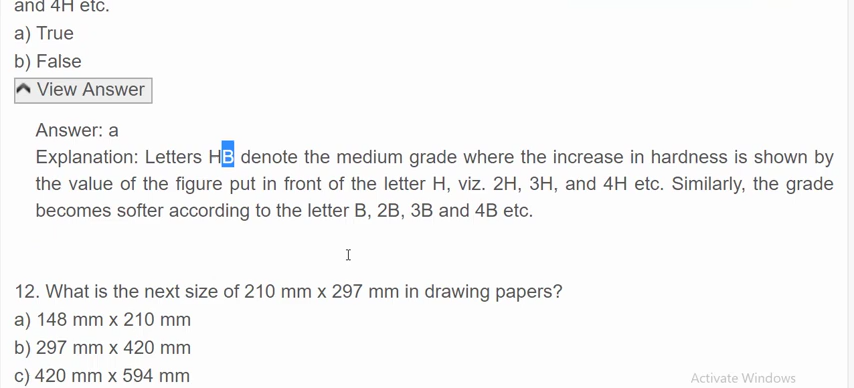 and 4H etc.
a) True
b) False
View Answer
Answer: a
Explanation: Letters HB denote the medium grade where the increase in hardness is shown by
the value of the figure put in front of the letter H, viz. 2H, 3H, and 4H etc. Similarly, the grade
becomes softer according to the letter B, 2B, 3B and 4B etc.
12. What is the next size of 210 mm x 297 mm in drawing papers?
a) 148 mm x 210 mm
b) 297 mm x 420 mm
c) 420 mm x 594 mm
Activate Windows